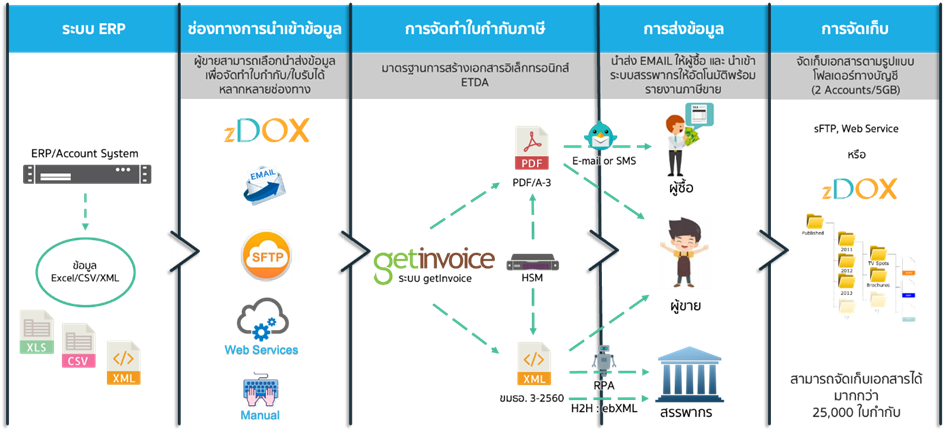 ระบบ ERP
ERP/Account System
ข้อมูล
Excel/CSV/XML
XLS
CSV
XML
ช่องทางการนำเข้าข้อมูล
ผู้ขายสามารถเลือกนำส่งข้อมูล
เพื่อจัดทำใบกำกับ/ใบรับได้
หลากหลายช่องทาง
zDOX
EMAIL
SFTP
Web Services
Manual
การจัดทำใบกำกับภาษี
มาตรฐานการสร้างเอกสารอิเล็กทรอนิกส์
ETDA
PDF
PDF/A-3
getinvoice
ระบบ getInvoice
HSM
XML
ขมธอ. 3-2560
การส่งข้อมูล
นำส่ง EMAIL ให้ผู้ซื้อ และ นำเข้า
ระบบสรรพากรให้อัตโนมัติพร้อม
รายงานภาษีขาย
E-mail or SMS
ผู้ซื้อ
ผู้ขาย
RPA
H2H : ebXML
สรรพากร
การจัดเก็บ
จัดเก็บเอกสารตามรูปแบบ
โฟลเดอร์ทางบัญชี
(2 Accounts/5GB)
sFTP, Web Service
หรือ
zDOX
Published
2011
2012
2013
TV Spots
Brochures
สามารถจัดเก็บเอกสารได้
มากกว่า
25,000 ใบกำกับ